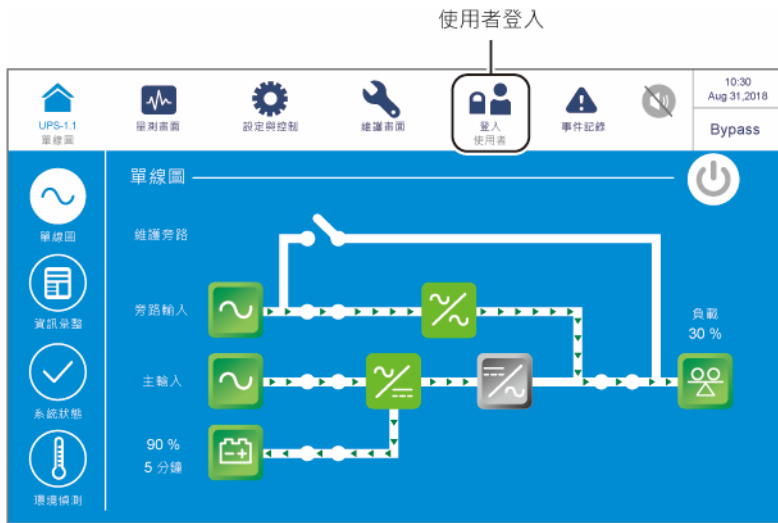 使用者登入
10:30
Aug 31,2018
UPS-1.1
單線圖
量測畫面
設定與控制
維護畫面
登入
使用者
事件記錄
Bypass
單線圖
單線圖
維護旁路
資訊彙整
旁路輸入
負載
30 %
系統狀態
主輸入
90 %
5 分鐘
環境偵測